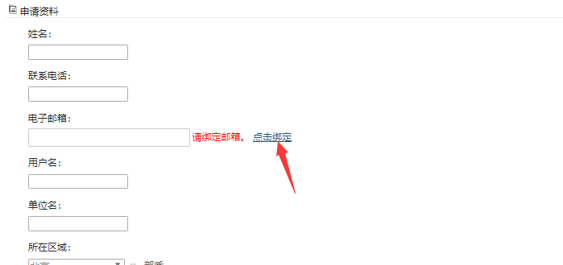 申请资料
姓名：
联系电话：
电子邮箱：
请绑定邮箱。 点击绑定
用户名：
单位名：
所在区域：